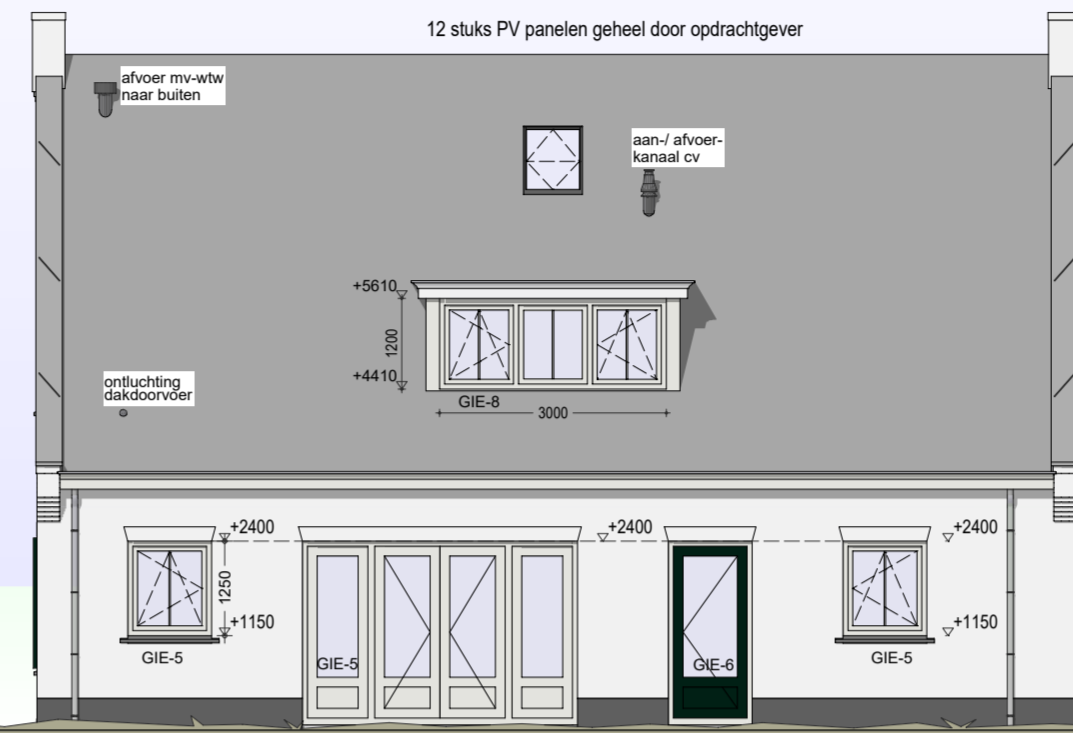 12 stuks PV panelen geheel door opdrachtgever
afvoer mv-wtw
naar buiten
aan-/ afvoer-
kanaal cv
+5610
1200
+4410
GIE-8
3000
ontluchting
dakdoorvoer
+2400
+2400
+2400
1250
+1150
+1150
GIE-5
GIE-5
GIE-6
GIE-5